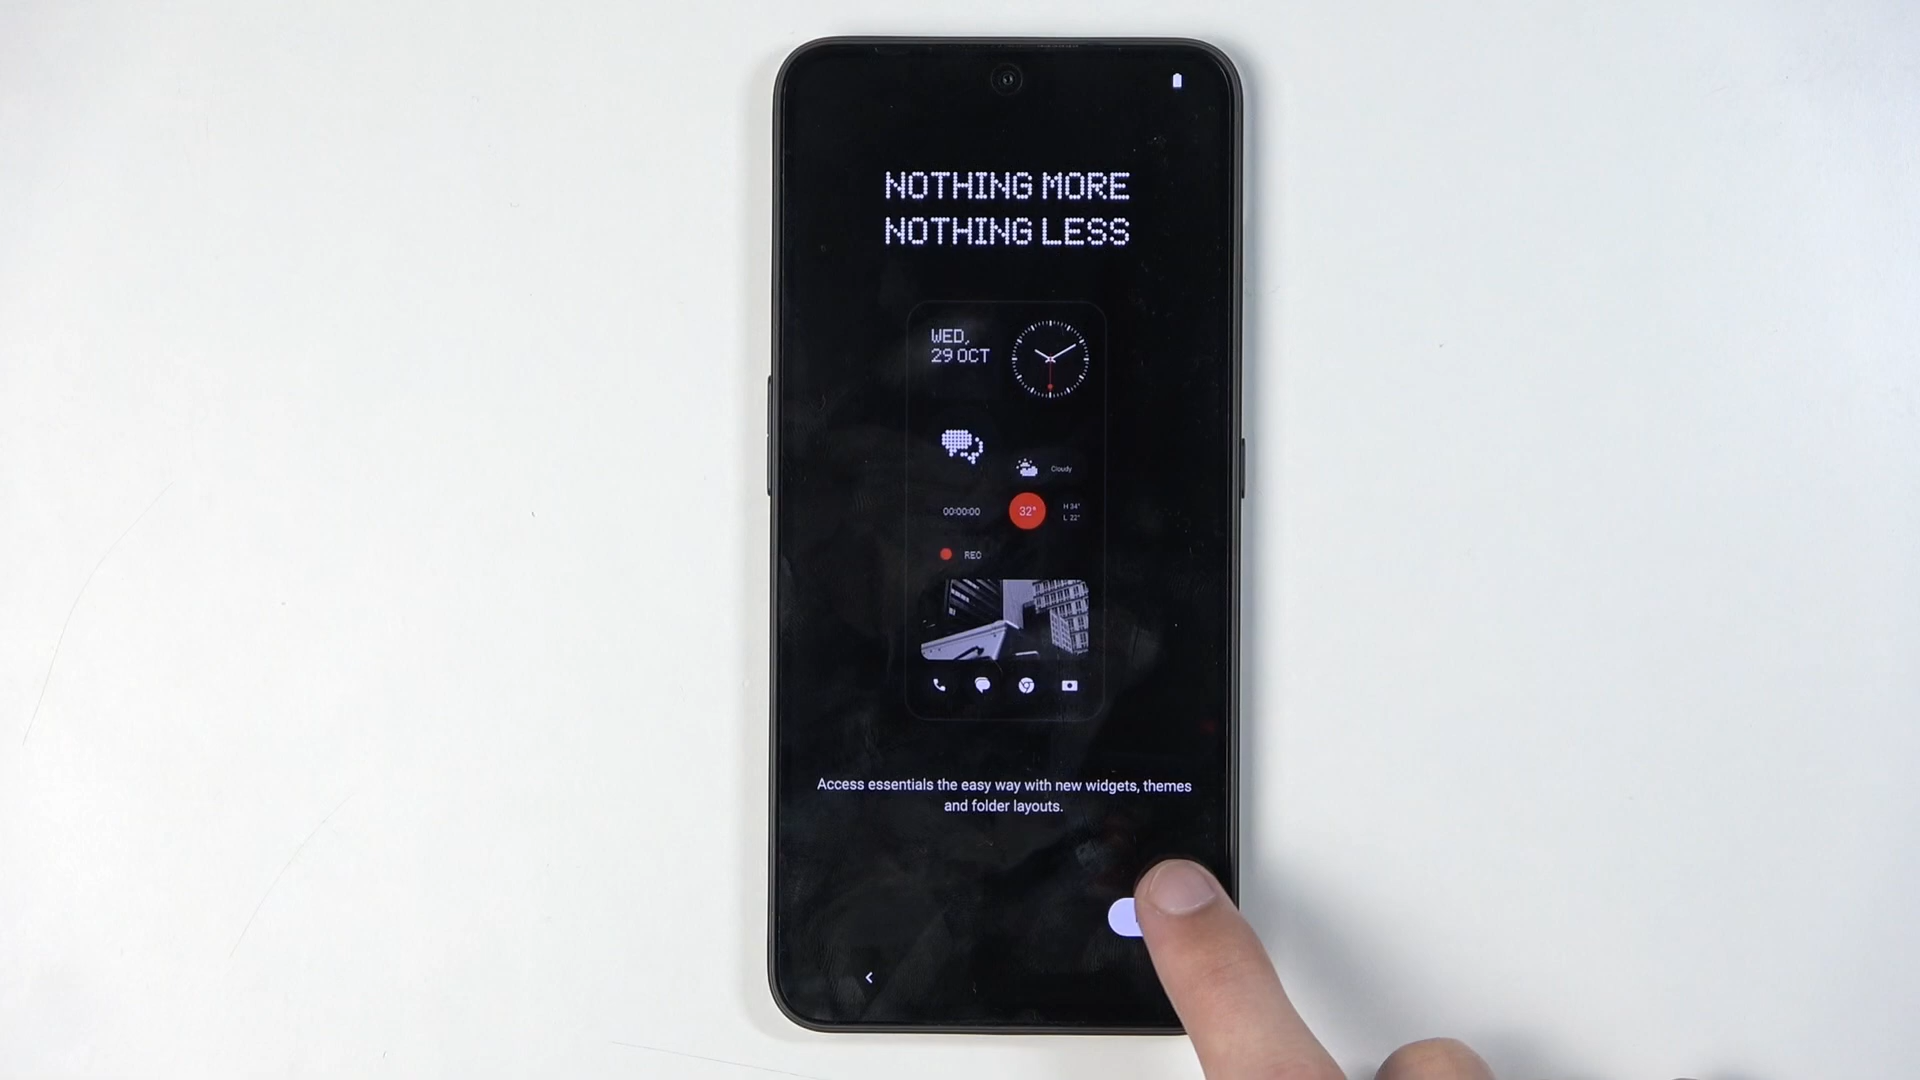 NOTHING MORE
NOTHING LESS
WED,
29 OCT
Cloudy
00:00:00
32°
H 34°
L 22°
REC
Access essentials the easy way with new widgets, themes
and folder layouts.